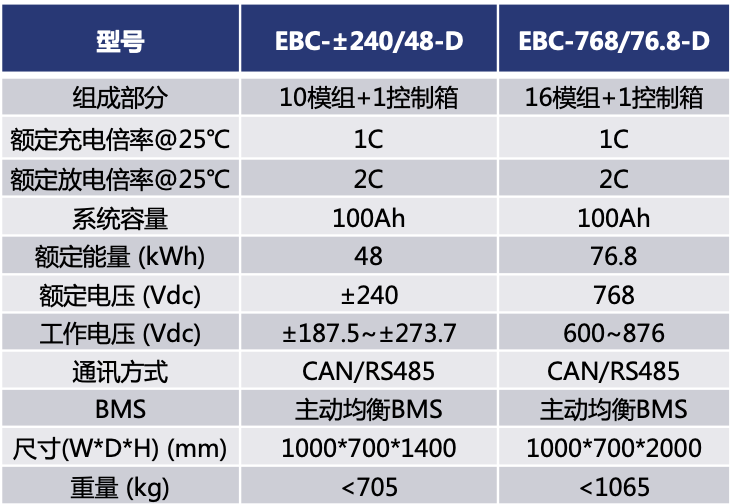 型号 EBC-±240/48-D EBC-768/76.8-D
组成部分 10模组+1控制箱 16模组+1控制箱
额定充电倍率@25℃ 1C 1C
额定放电倍率@25℃ 2C 2C
系统容量 100Ah 100Ah
额定能量 (kWh) 48 76.8
额定电压 (Vdc) ±240 768
工作电压 (Vdc) ±187.5~±273.7 600~876
通讯方式 CAN/RS485 CAN/RS485
BMS 主动均衡BMS 主动均衡BMS
尺寸(W*D*H) (mm) 1000*700*1400 1000*700*2000
重量 (kg) <705 <1065